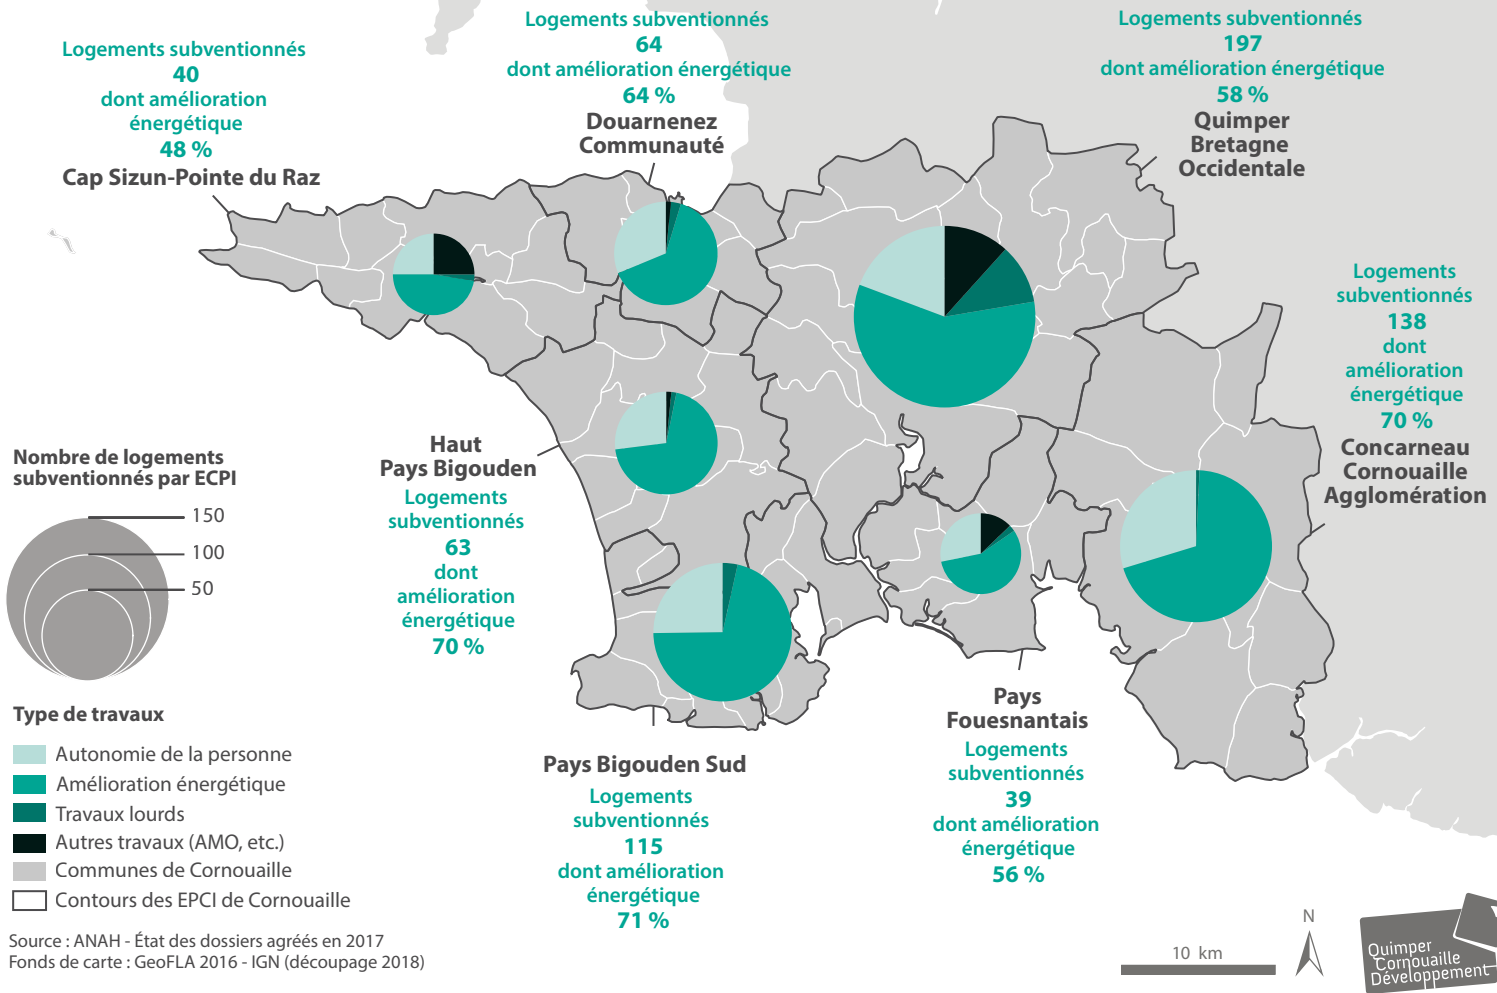 Logements subventionnés
40
dont amélioration
énergétique
48 %
Cap Sizun-Pointe du Raz
Logements subventionnés
64
dont amélioration énergétique
64 %
Douarnenez
Communauté
Logements subventionnés
197
dont amélioration énergétique
58 %
Quimper
Bretagne
Occidentale
Logements
subventionnés
138
dont
amélioration
énergétique
70 %
Concarneau
Cornouaille
Agglomération
Haut
Pays Bigouden
Logements
subventionnés
63
dont
amélioration
énergétique
70 %
Pays Bigouden Sud
Logements
subventionnés
115
dont amélioration
énergétique
71 %
Pays
Fouesnantais
Logements
subventionnés
39
dont amélioration
énergétique
56 %
Nombre de logements
subventionnés par ECPI
150
100
50
Type de travaux
Autonomie de la personne
Amélioration énergétique
Travaux lourds
Autres travaux (AMO, etc.)
Communes de Cornouaille
Contours des EPCI de Cornouaille
Source : ANAH - État des dossiers agréés en 2017
Fonds de carte : GeoFLA 2016 - IGN (découpage 2018)
10 km
N
Quimper
Cornouaille
Développement